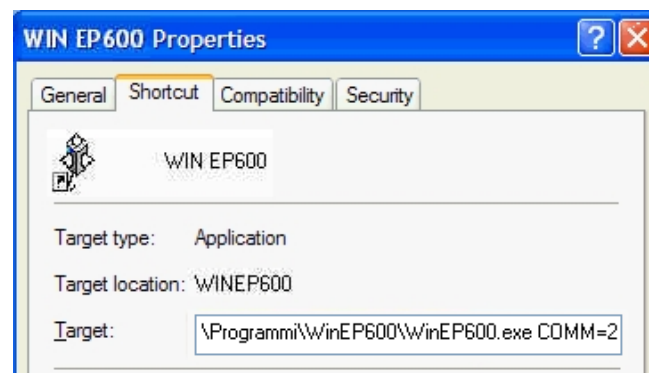 WIN EP600 Properties
General Shortcut Compatibility Security
WIN EP600
Target type: Application
Target location: WINEP600
Target: \Programmi\WinEP600\WinEP600.exe COMM=2